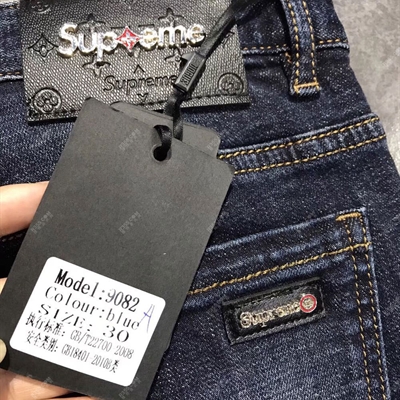 Supreme
Supreme
Model:9082 A
Colour:blue
SIZE: 30
执行标准: GB/T22700-2008
安全类别: GB18401-2010B类
Supreme